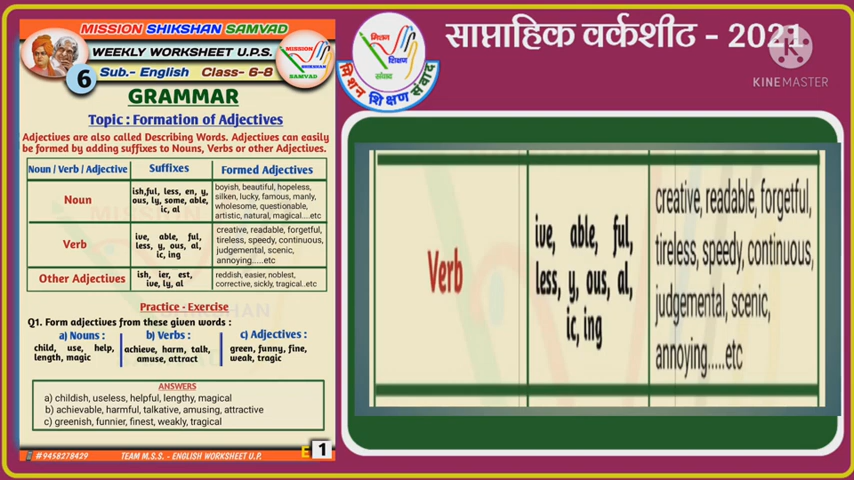 MISSION SHIKSHAN SAMVAD
WEEKLY WORKSHEET U.P.S.
6
Sub.- English Class- 6-8
MISSION
SHIKSHAN
SAMVAD
GRAMMAR
Topic : Formation of Adjectives
Adjectives are also called Describing Words. Adjectives can easily
be formed by adding suffixes to Nouns, Verbs or other Adjectives.
Noun / Verb / Adjective Suffixes Formed Adjectives
Noun
ish,ful, less, en, y,
ous, ly, some, able,
ic, al
boyish, beautiful, hopeless,
silken, lucky, famous, manly,
wholesome, questionable,
artistic, natural, magical....etc
Verb
ive, able, ful,
less, y, ous, al,
ic, ing
creative, readable, forgetful,
tireless, speedy, continuous,
judgemental, scenic,
annoying.....etc
Other Adjectives
ish, ier, est,
ive, ly, al
reddish, easier, noblest,
corrective, sickly, tragical..etc
Practice - Exercise
Q1. Form adjectives from these given words :
a) Nouns :
child, use, help,
length, magic
b) Verbs :
achieve, harm, talk,
amuse, attract
c) Adjectives :
green, funny, fine,
weak, tragic
ANSWERS
a) childish, useless, helpful, lengthy, magical
b) achievable, harmful, talkative, amusing, attractive
c) greenish, funnier, finest, weakly, tragical
1
#9458278429 TEAM M.S.S. - ENGLISH WORKSHEET U.P.
मिशन
शिक्षण
संवाद
मिशन शिक्षण संवाद
साप्ताहिक वर्कशीट - 2021
KINEMASTER
Verb
ive, able, ful,
less, y, ous, al,
ic, ing
creative, readable, forgetful,
tireless, speedy, continuous,
judgemental, scenic,
annoying.....etc